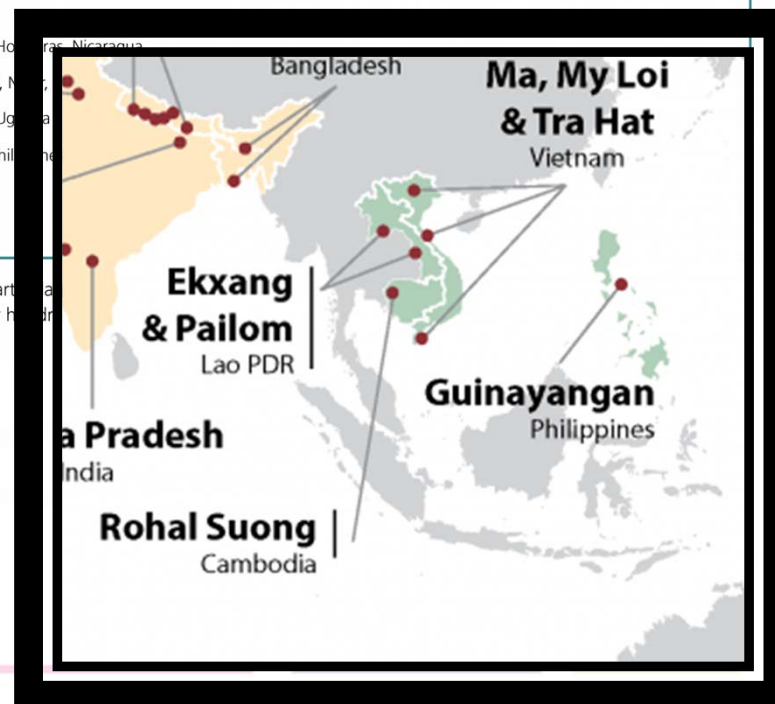 Bangladesh
Ma, My Loi
& Tra Hat
Vietnam
Ekxang
& Pailom
Lao PDR
Guinayangan
Philippines
a Pradesh
India
Rohal Suong
Cambodia